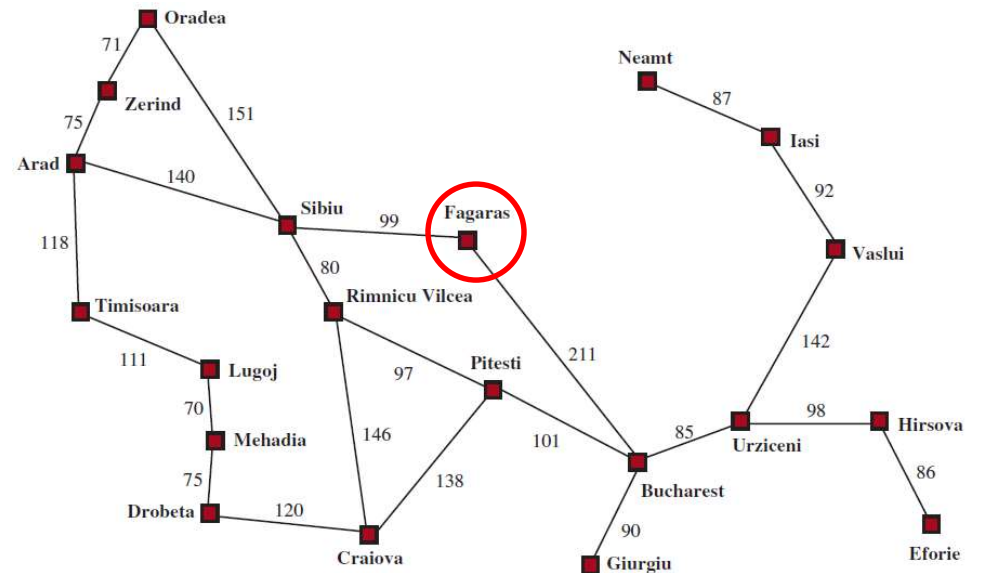 Oradea
71
Neamt
87
Zerind
75
151
Iasi
Arad
140
92
Sibiu
99
Fagaras
118
Vaslui
80
Timisoara
Rimnicu Vilcea
142
211
111
Lugoj
97
Pitesti
70
98
Hirsova
146
101
85
Urziceni
Mehadia
75
138
86
Bucharest
Drobeta
120
90
Craiova
Giurgiu
Eforie